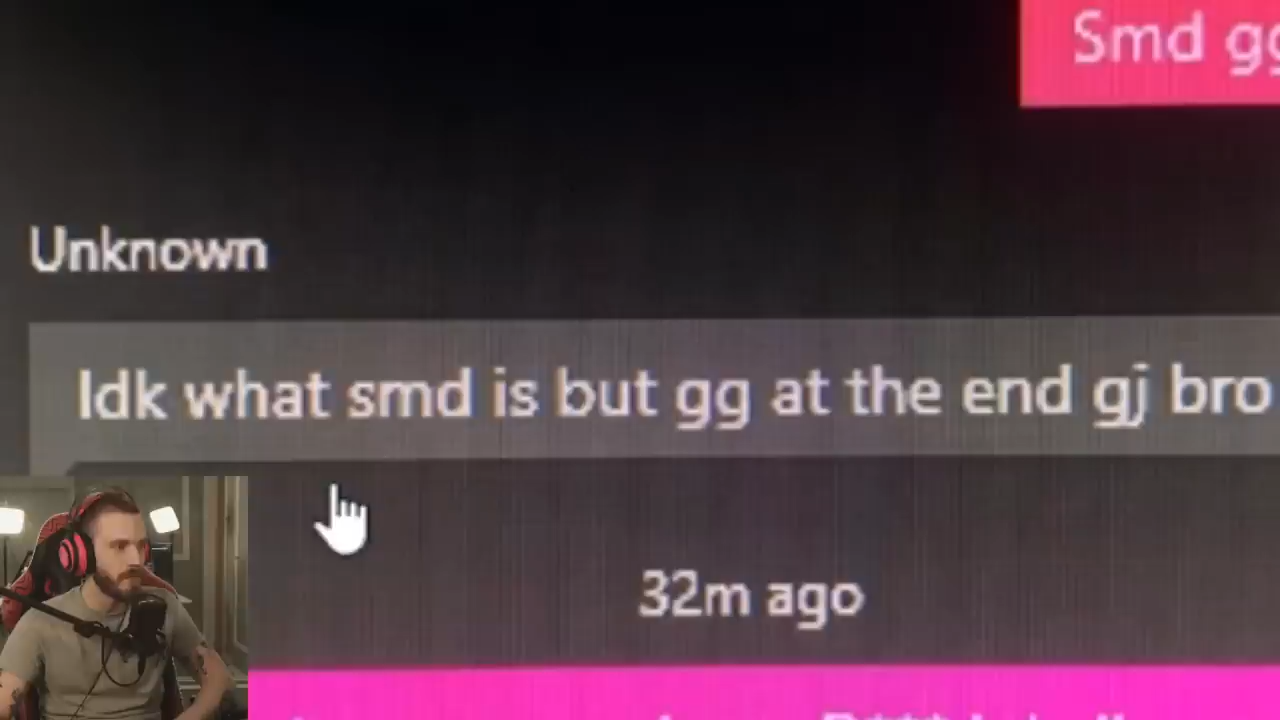 Smd gg
Unknown
Idk what smd is but gg at the end gj bro
32m ago